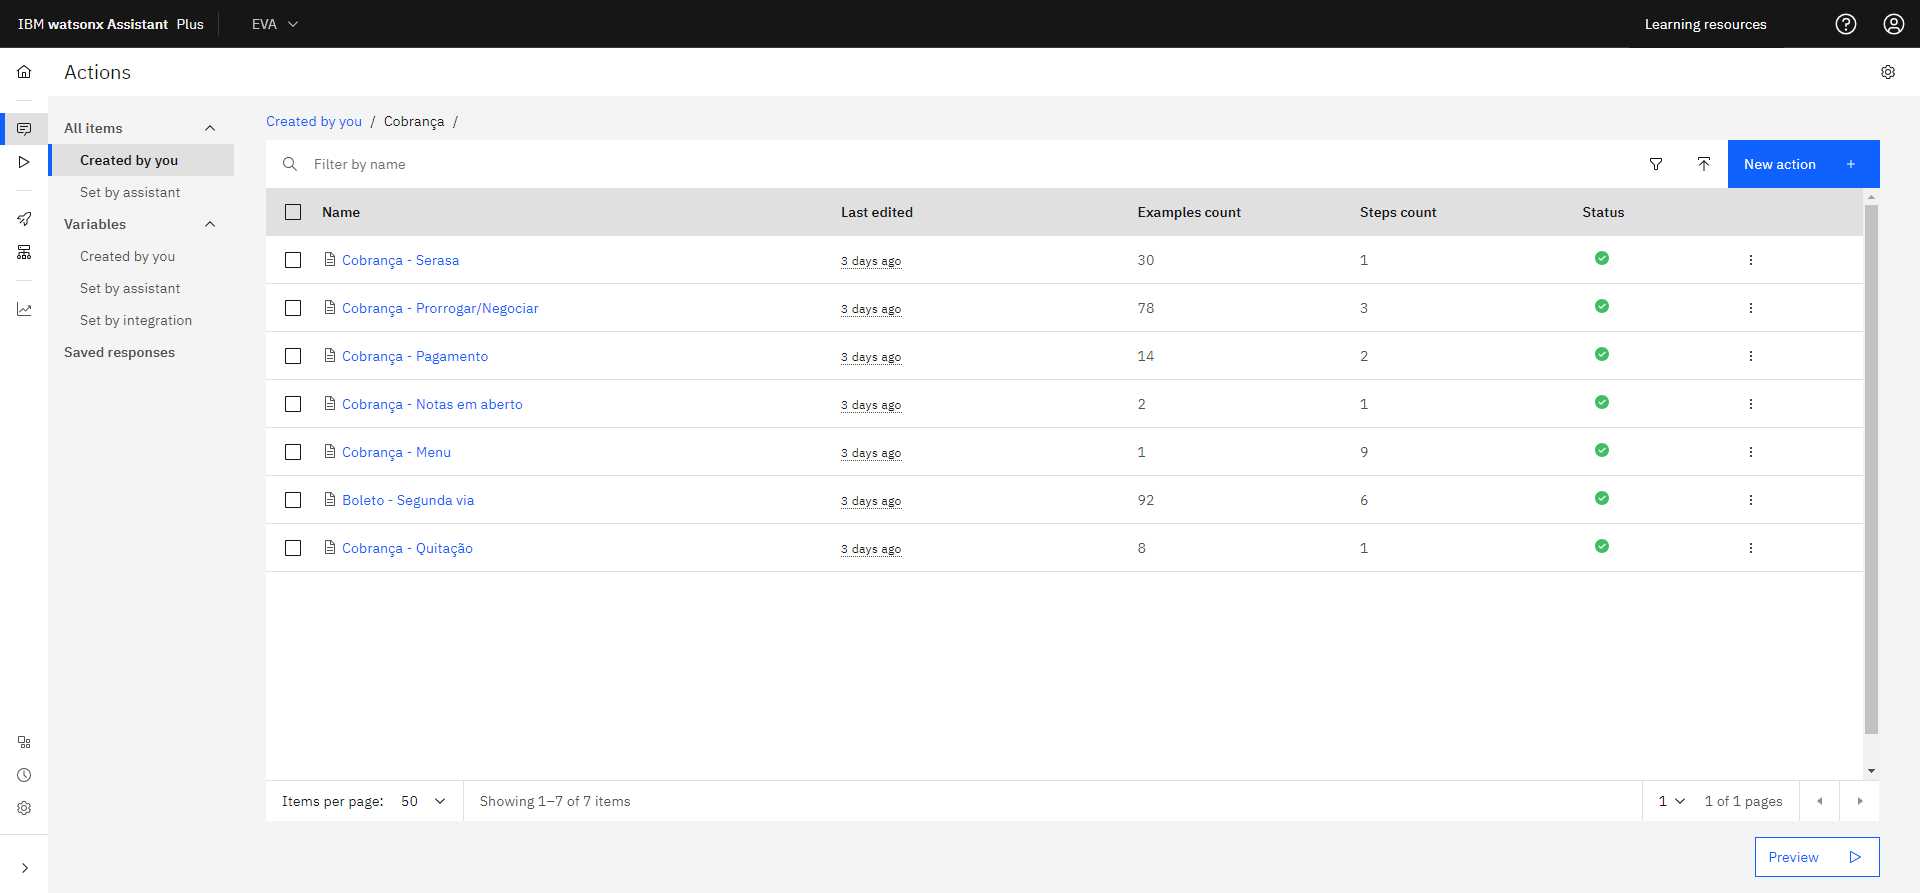 IBM watsonx Assistant Plus
EVA
Learning resources
Actions
All items
Created by you
Set by assistant
Variables
Created by you
Set by assistant
Set by integration
Saved responses
Created by you / Cobrança /
Filter by name
New action +
Name Last edited Examples count Steps count Status
Cobrança - Serasa 3 days ago 30 1
Cobrança - Prorrogar/Negociar 3 days ago 78 3
Cobrança - Pagamento 3 days ago 14 2
Cobrança - Notas em aberto 3 days ago 2 1
Cobrança - Menu 3 days ago 1 9
Boleto - Segunda via 3 days ago 92 6
Cobrança - Quitação 3 days ago 8 1
Items per page: 50 Showing 1–7 of 7 items 1 1 of 1 pages
Preview